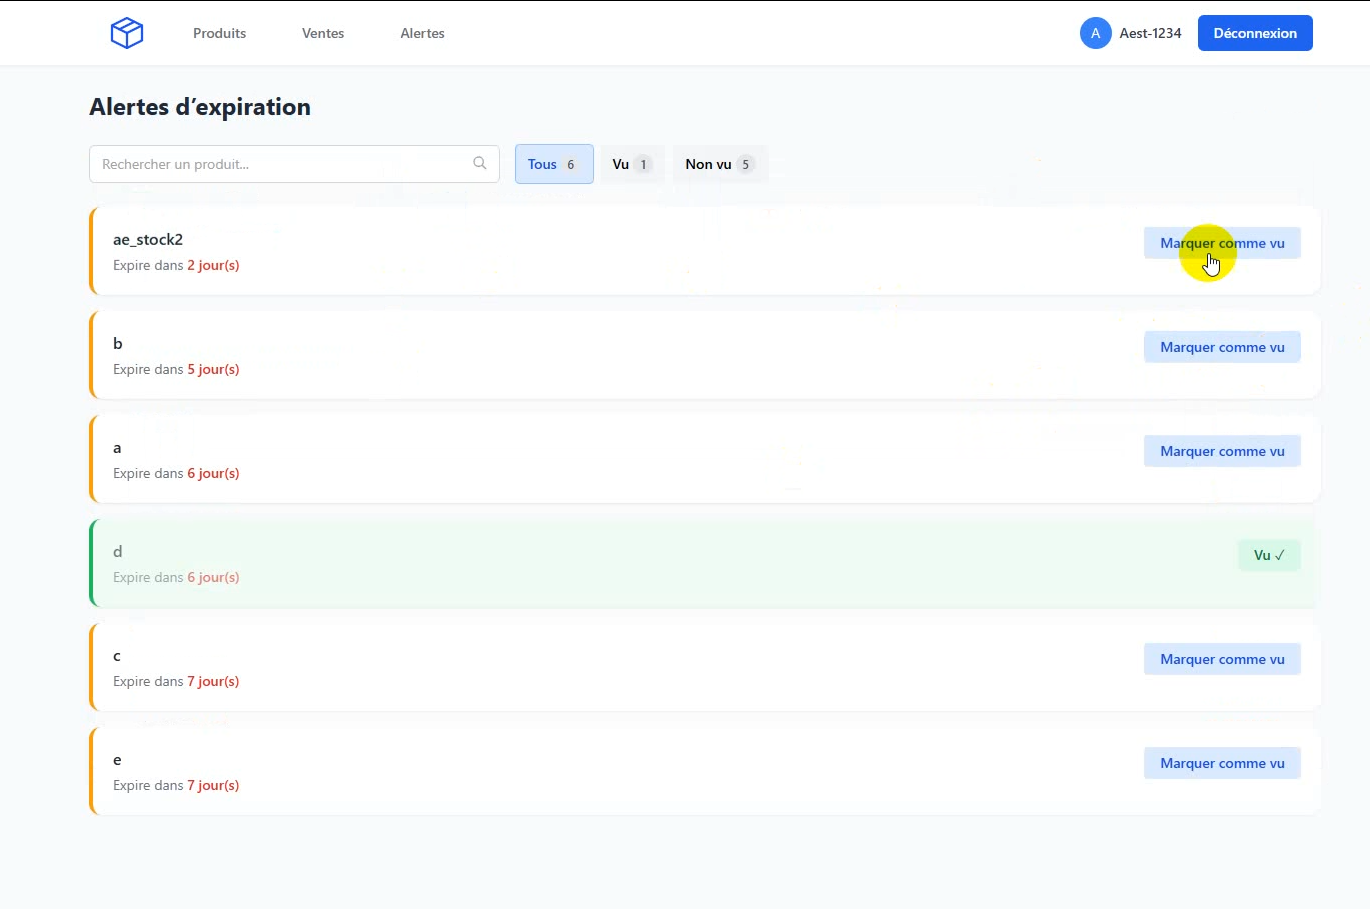 Produits Ventes Alertes A Aest-1234 Déconnexion
Alertes d’expiration
Rechercher un produit... Tous 6 Vu 1 Non vu 5
ae_stock2
Marquer comme vu
Expire dans 2 jour(s)
b
Marquer comme vu
Expire dans 5 jour(s)
a
Marquer comme vu
Expire dans 6 jour(s)
d
Vu ✓
Expire dans 6 jour(s)
c
Marquer comme vu
Expire dans 7 jour(s)
e
Marquer comme vu
Expire dans 7 jour(s)